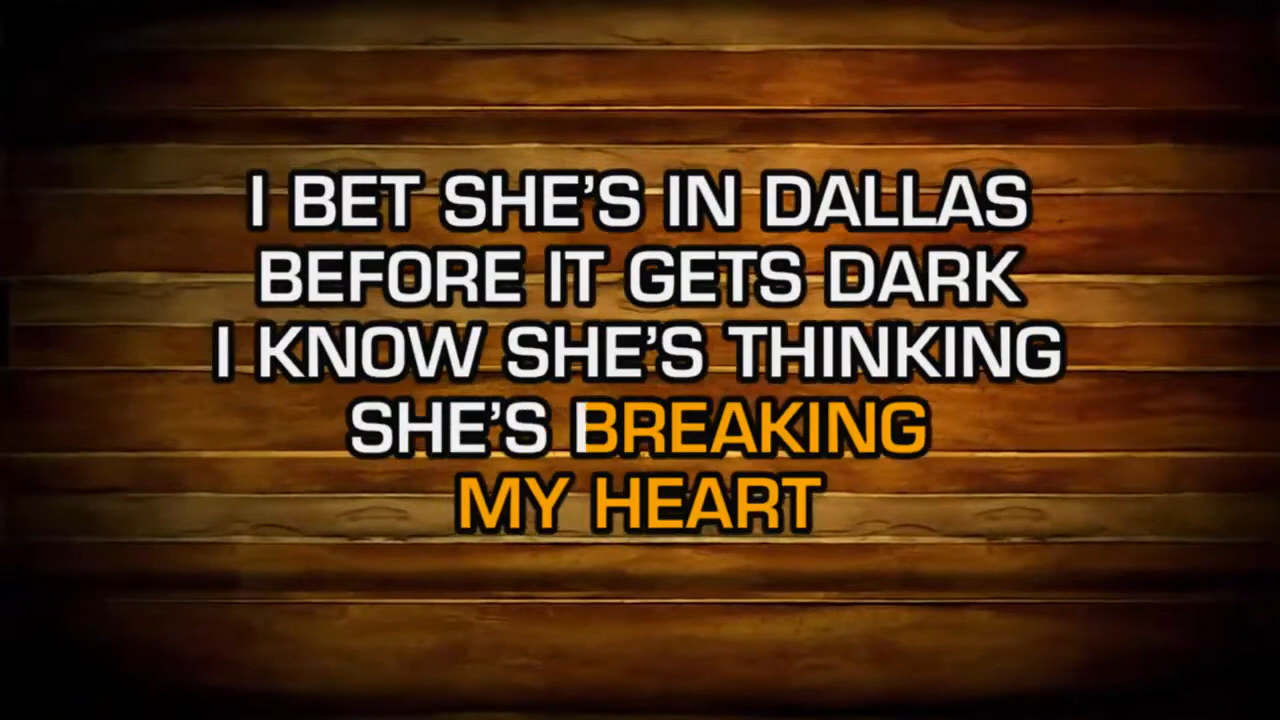 I BET SHE'S IN DALLAS
BEFORE IT GETS DARK
I KNOW SHE'S THINKING
SHE'S BREAKING
MY HEART